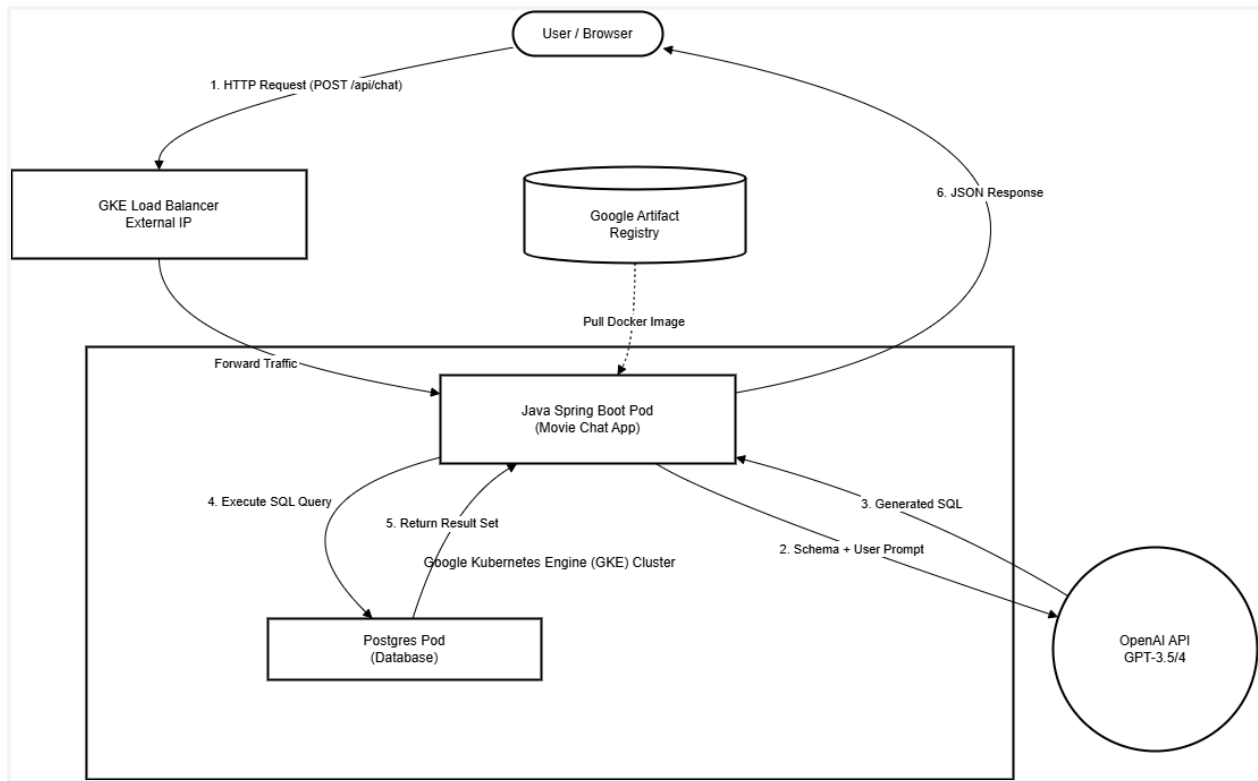 User / Browser
1. HTTP Request (POST /api/chat)
GKE Load Balancer
External IP
Google Artifact
Registry
6. JSON Response
Pull Docker Image
Forward Traffic
Java Spring Boot Pod
(Movie Chat App)
4. Execute SQL Query
3. Generated SQL
5. Return Result Set
2. Schema + User Prompt
Google Kubernetes Engine (GKE) Cluster
Postgres Pod
(Database)
OpenAI API
GPT-3.5/4